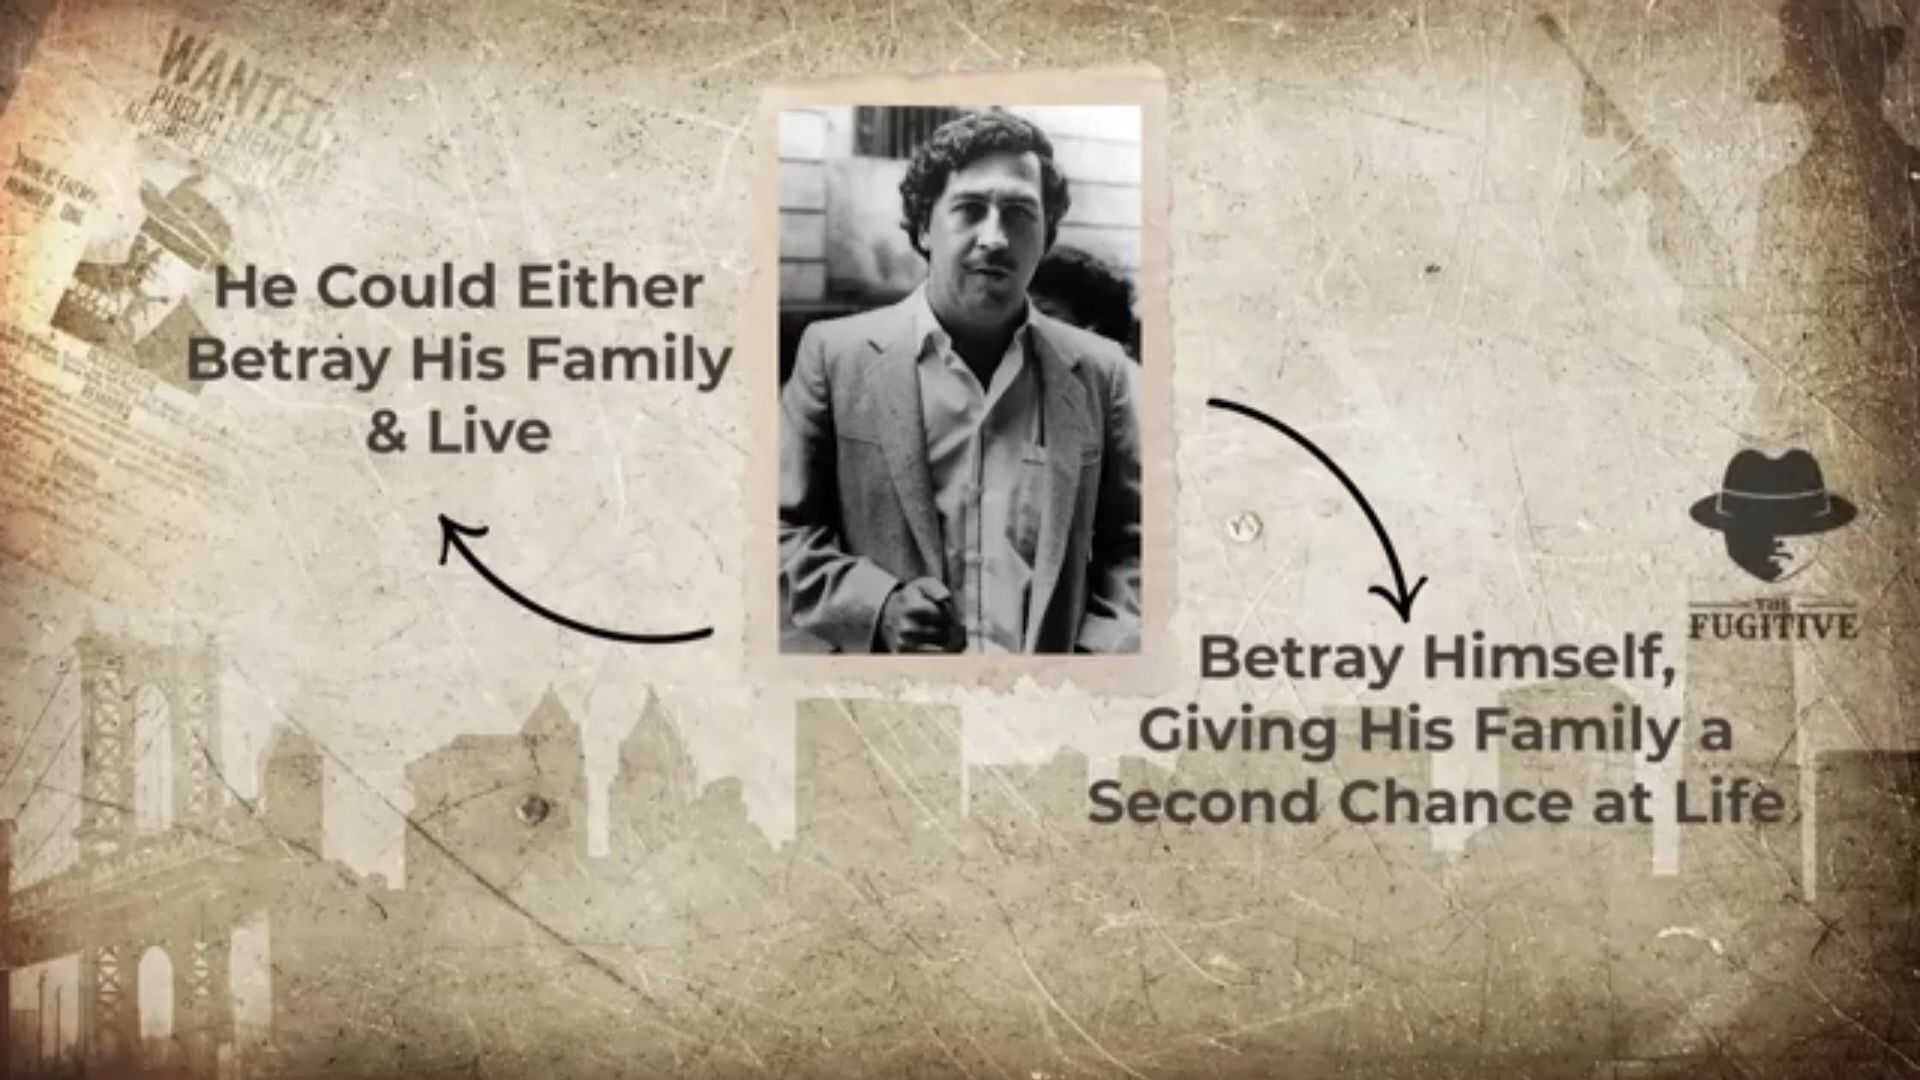 WANTED
He Could Either
Betray His Family
& Live
Betray Himself,
Giving His Family a
Second Chance at Life
THE
FUGITIVE